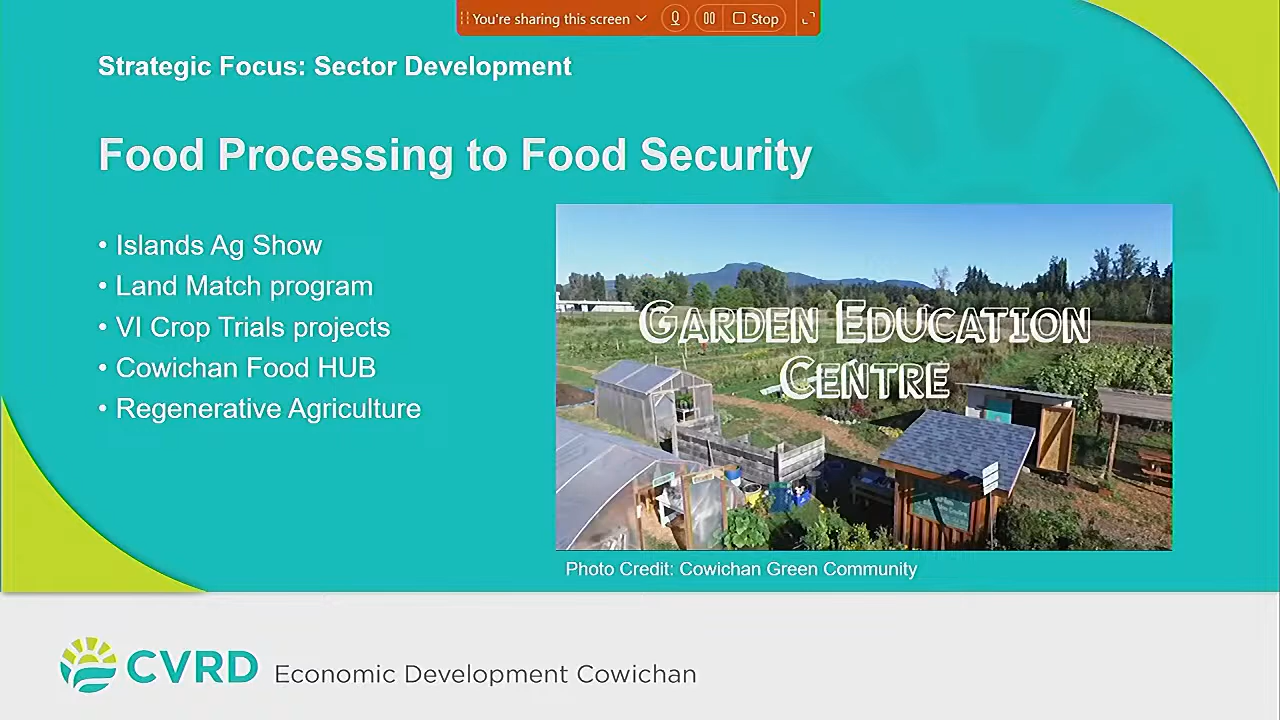 You're sharing this screen
Stop
Strategic Focus: Sector Development
Food Processing to Food Security
• Islands Ag Show
• Land Match program
• VI Crop Trials projects
• Cowichan Food HUB
• Regenerative Agriculture
GARDEN EDUCATION
CENTRE
Photo Credit: Cowichan Green Community
CVRD Economic Development Cowichan